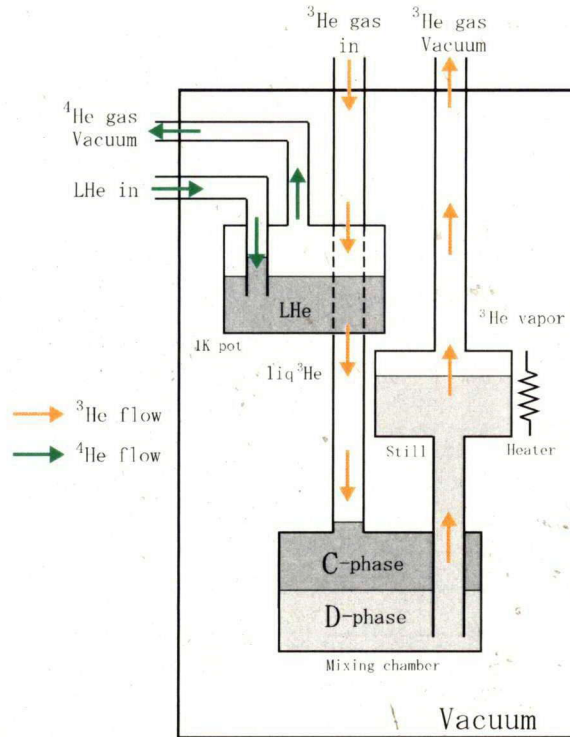 ³He gas
in
³He gas
Vacuum
⁴He gas
Vacuum
LHe in
LHe
1K pot
liq³He
³He vapor
³He flow
⁴He flow
Still
Heater
C-phase
D-phase
Mixing chamber
Vacuum